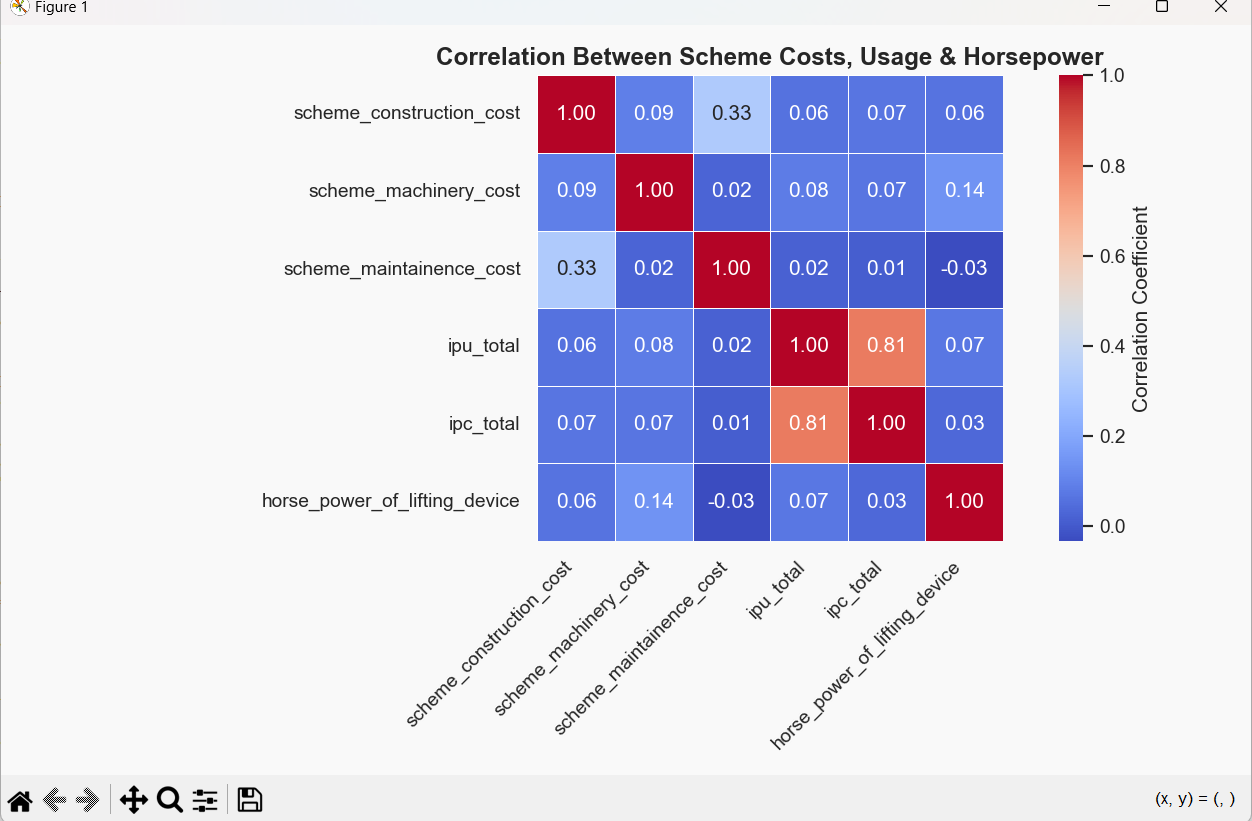 Figure 1
Correlation Between Scheme Costs, Usage & Horsepower
scheme_construction_cost 1.00 0.09 0.33 0.06 0.07 0.06
scheme_machinery_cost 0.09 1.00 0.02 0.08 0.07 0.14
scheme_maintainence_cost 0.33 0.02 1.00 0.02 0.01 -0.03
ipu_total 0.06 0.08 0.02 1.00 0.81 0.07
ipc_total 0.07 0.07 0.01 0.81 1.00 0.03
horse_power_of_lifting_device 0.06 0.14 -0.03 0.07 0.03 1.00
scheme_construction_cost
scheme_machinery_cost
scheme_maintainence_cost
ipu_total
ipc_total
horse_power_of_lifting_device
1.0
0.8
0.6
0.4
0.2
0.0
Correlation Coefficient
(x, y) = (, )